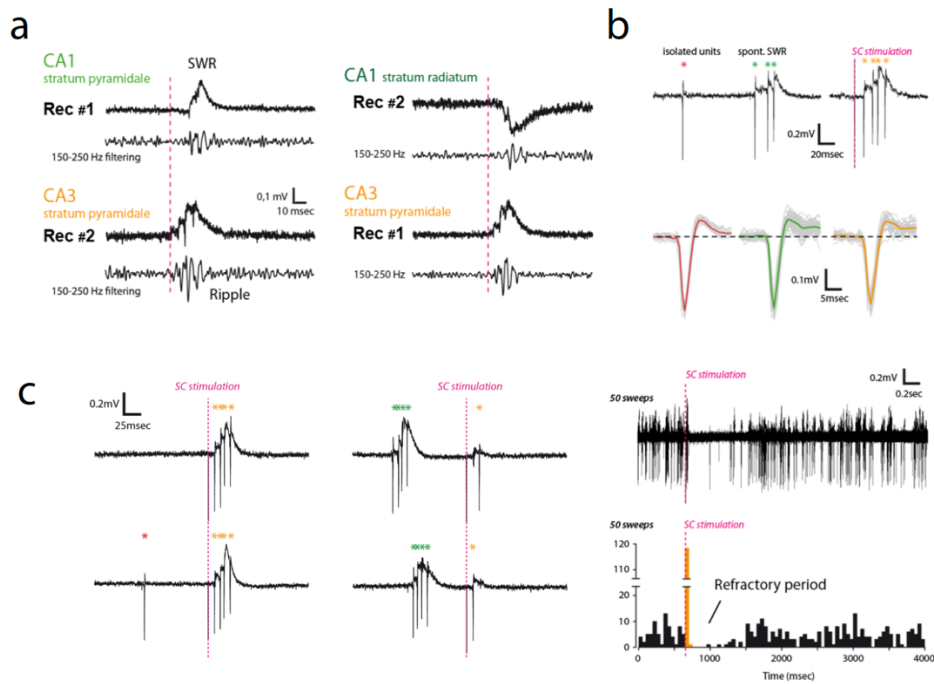 a
CA1
stratum pyramidale
SWR
Rec #1
150-250 Hz filtering
CA3
stratum pyramidale
0,1 mV
10 msec
Rec #2
150-250 Hz filtering
Ripple
CA1 stratum radiatum
Rec #2
150-250 Hz
CA3
stratum pyramidale
Rec #1
150-250 Hz
b
isolated units
spont. SWR
SC stimulation
*
* **
* ** *
0.2mV
20msec
0.1mV
5msec
c
SC stimulation
0.2mV
25msec
****
*
****
SC stimulation
****
*
****
*
SC stimulation
0.2mV
0.2sec
50 sweeps
50 sweeps
SC stimulation
120
110
20
10
0
Refractory period
0
1000
2000
3000
4000
Time (msec)